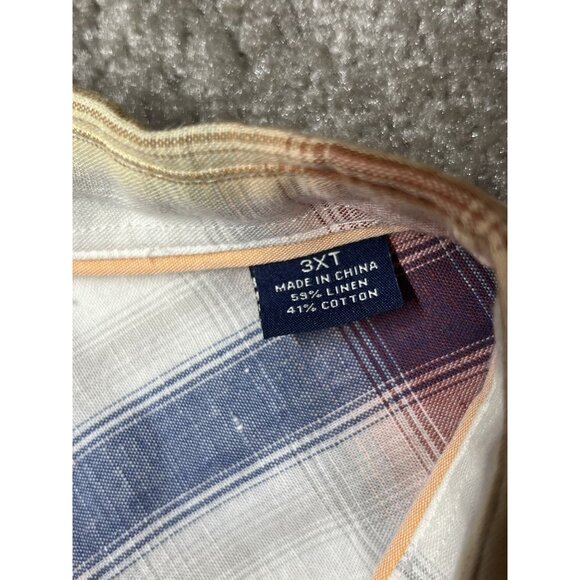 3XT
MADE IN CHINA
59% LINEN
41% COTTON